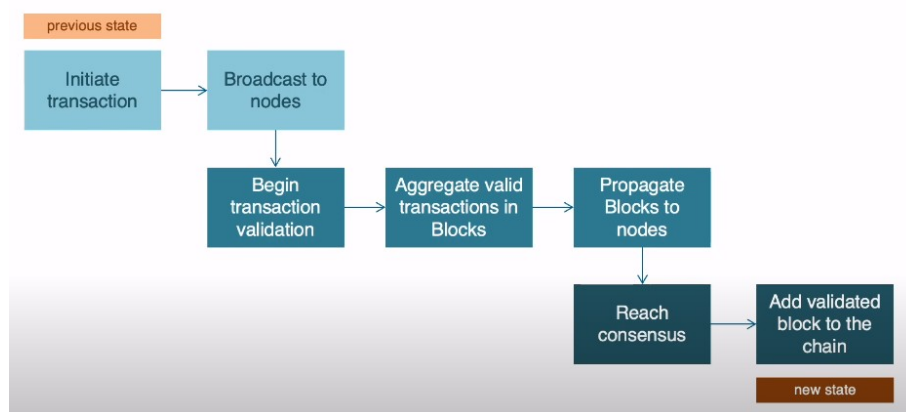 previous state
Initiate
transaction
Broadcast to
nodes
Begin
transaction
validation
Aggregate valid
transactions in
Blocks
Propagate
Blocks to
nodes
Reach
consensus
Add validated
block to the
chain
new state